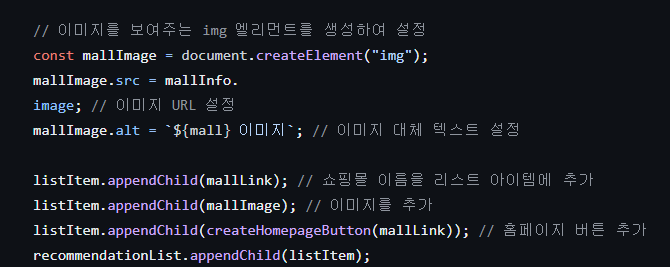 // 이미지를 보여주는 img 엘리먼트를 생성하여 설정
const mallImage = document.createElement("img");
mallImage.src = mallInfo.
image; // 이미지 URL 설정
mallImage.alt = `${mall} 이미지`; // 이미지 대체 텍스트 설정
listItem.appendChild(mallLink); // 쇼핑몰 이름을 리스트 아이템에 추가
listItem.appendChild(mallImage); // 이미지를 추가
listItem.appendChild(createHomepageButton(mallLink)); // 홈페이지 버튼 추가
recommendationList.appendChild(listItem);